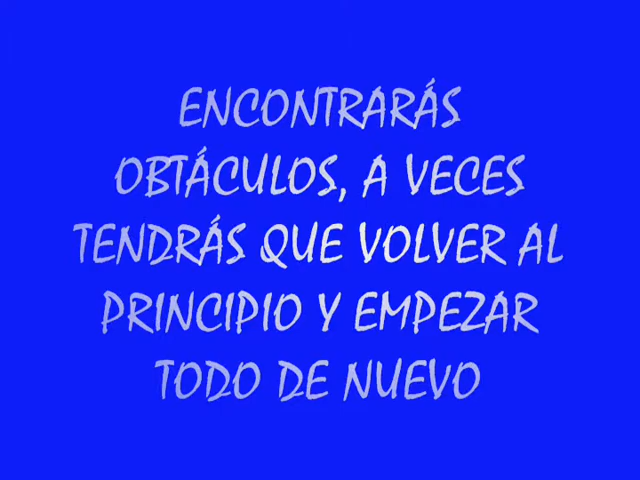 ENCONTRARÁS
OBTÁCULOS, A VECES
TENDRÁS QUE VOLVER AL
PRINCIPIO Y EMPEZAR
TODO DE NUEVO